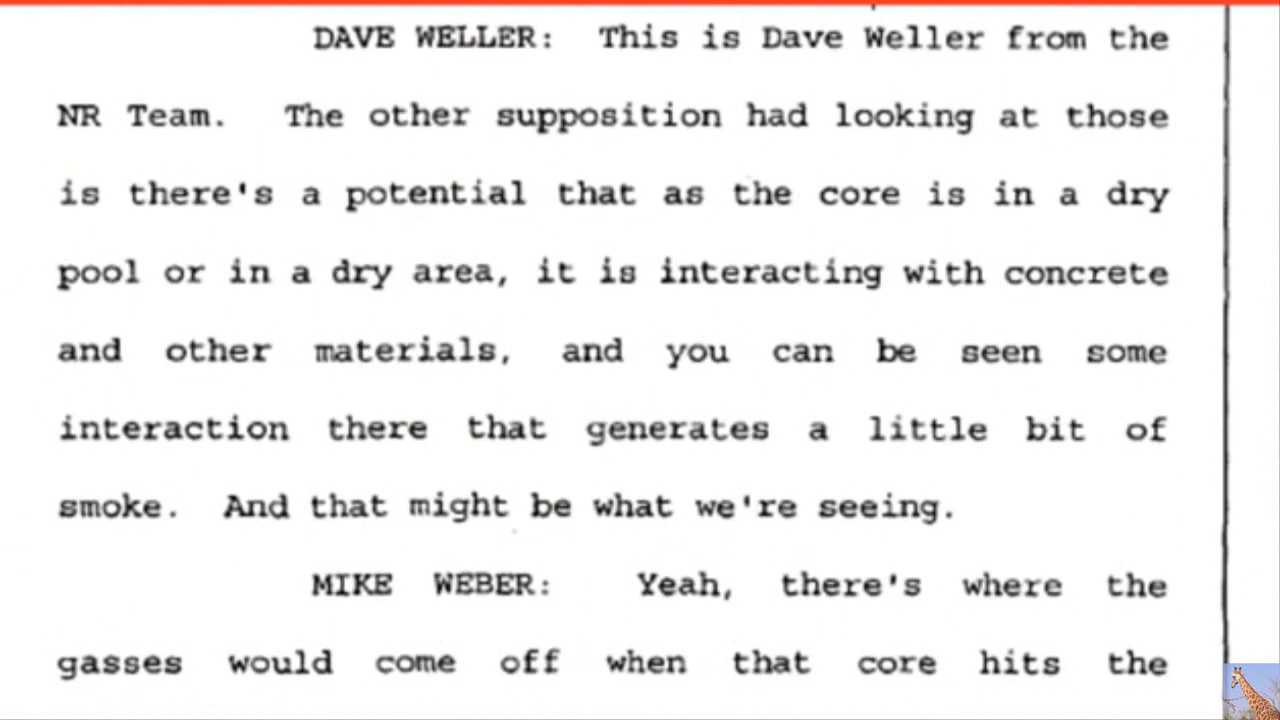 DAVE WELLER: This is Dave Weller from the
NR Team. The other supposition had looking at those
is there's a potential that as the core is in a dry
pool or in a dry area, it is interacting with concrete
and other materials, and you can be seen some
interaction there that generates a little bit of
smoke. And that might be what we're seeing.
MIKE WEBER: Yeah, there's where the
gasses would come off when that core hits the